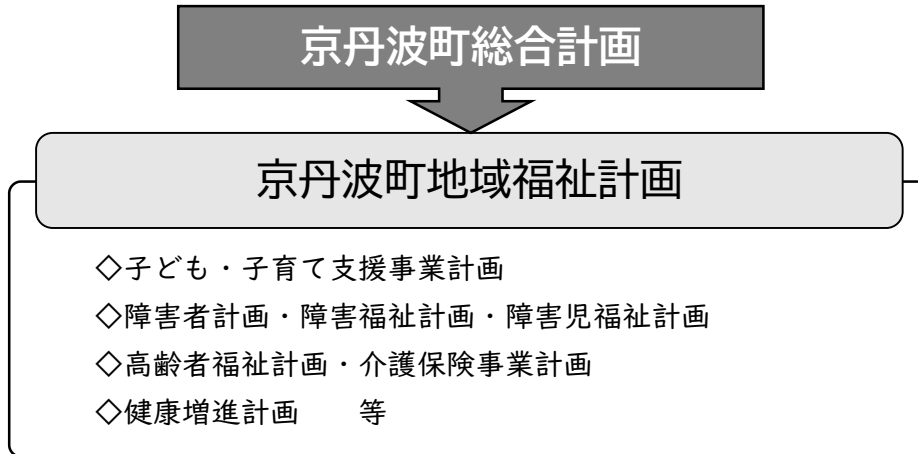 京丹波町総合計画
京丹波町地域福祉計画
◇子ども・子育て支援事業計画
◇障害者計画・障害福祉計画・障害児福祉計画
◇高齢者福祉計画・介護保険事業計画
◇健康増進計画　　等